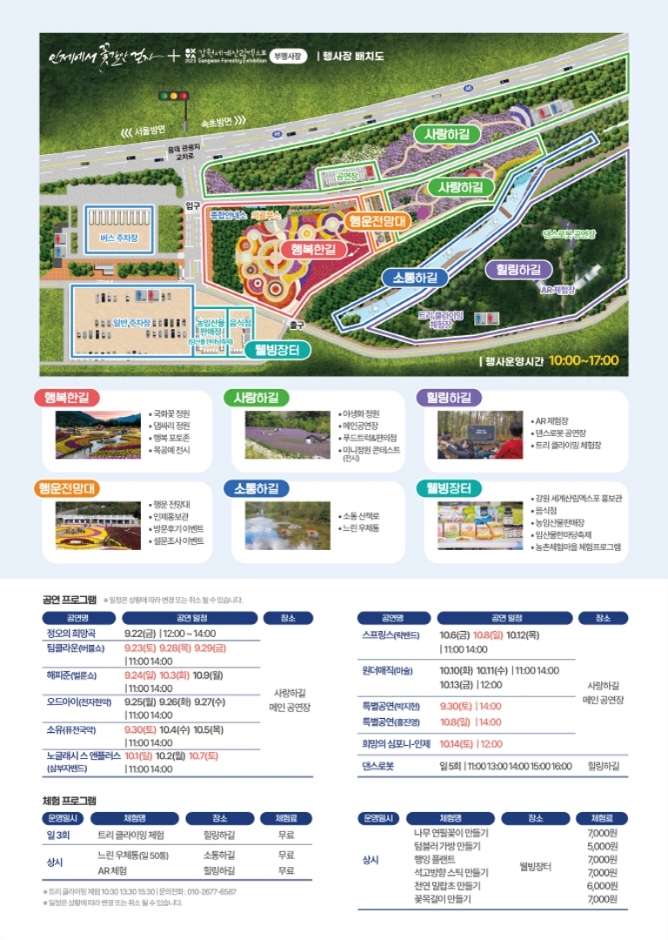 인제에서 꽃길만 걷자 + 2023 강원세계산림엑스포 Gangwon Forestry Exhibition 부행사장 | 행사장 배치도
서울방면
속초방면
용대 관광지
교차로
입구
사랑하길
공연장
사랑하길
종합안내소 의료부스
행운전망대
행복한길
버스 주차장
댄스로봇 공연장
힐링하길
소통하길
AR 체험장
트리 클라이밍
체험장
일반 주차장
농임산물
판매장
(임산물한마당축제)
음식점
출구
웰빙장터
| 행사운영시간 10:00~17:00
행복한길
• 국화꽃 정원
• 댑싸리 정원
• 행복 포토존
• 목공예 전시
사랑하길
• 야생화 정원
• 메인공연장
• 푸드트럭&편의점
• 미니정원 콘테스트
(전시)
힐링하길
• AR 체험장
• 댄스로봇 공연장
• 트리 클라이밍 체험장
행운전망대
• 행운 전망대
• 인제홍보관
• 방문후기 이벤트
• 설문조사 이벤트
소통하길
• 소통 산책로
• 느린 우체통
웰빙장터
• 강원 세계산림엑스포 홍보관
• 음식점
• 농임산물판매장
• 임산물한마당축제
• 농촌체험마을 체험프로그램
공연 프로그램 ※ 일정은 상황에 따라 변경 또는 취소 될 수 있습니다.
공연명 공연 일정 장소
정오의 희망곡 9.22(금) | 12:00 ~ 14:00
팀클라운(버블쇼) 9.23(토) 9.28(목) 9.29(금)
| 11:00 14:00
해피준(벌룬쇼) 9.24(일) 10.3(화) 10.9(월)
| 11:00 14:00
오드아이(전자현악) 9.25(월) 9.26(화) 9.27(수)
| 11:00 14:00
소유(퓨전국악) 9.30(토) 10.4(수) 10.5(목)
| 11:00 14:00
노글래시 스 앤플러스 10.1(일) 10.2(월) 10.7(토)
(삼부자밴드) | 11:00 14:00
사랑하길
메인 공연장
공연명 공연 일정 장소
스프링스(락밴드) 10.6(금) 10.8(일) 10.12(목)
| 11:00 14:00
원더매직(마술) 10.10(화) 10.11(수) | 11:00 14:00
10.13(금) | 12:00
특별공연(박지현) 9.30(토) | 14:00
특별공연(홍진영) 10.8(일) | 14:00
희망의 심포니-인제 10.14(토) | 12:00
사랑하길
메인 공연장
댄스로봇 일 5회 | 11:00 13:00 14:00 15:00 16:00 힐링하길
체험 프로그램
운영일시 체험명 장소 체험료
일 3회 트리 클라이밍 체험 힐링하길 무료
상시 느린 우체통(일 50통) 소통하길 무료
AR 체험 힐링하길 무료
※ 트리 클라이밍 체험 10:30 13:30 15:30 | 문의전화 : 010-2677-6587
※ 일정은 상황에 따라 변경 또는 취소 될 수 있습니다.
운영일시 체험명 장소 체험료
상시 웰빙장터
나무 연필꽂이 만들기 7,000원
텀블러 가방 만들기 5,000원
행잉 플랜트 7,000원
석고방향 스틱 만들기 7,000원
천연 밀랍초 만들기 6,000원
꽃목걸이 만들기 7,000원